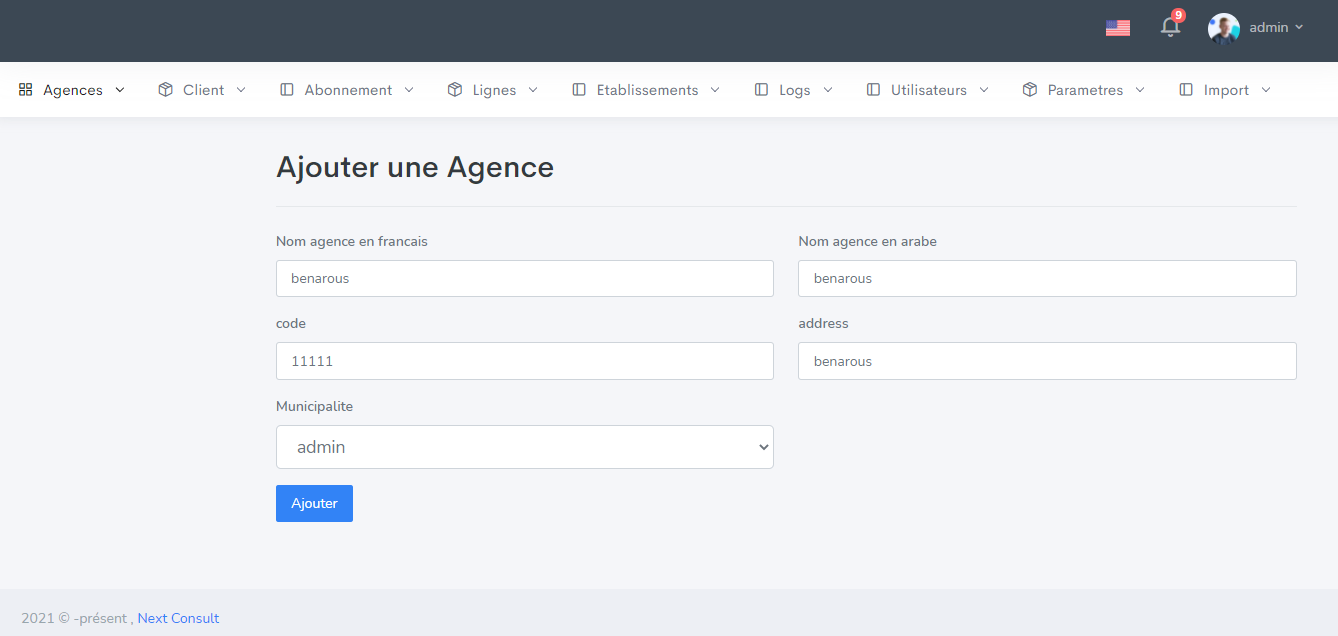 9
admin
Agences Client Abonnement Lignes Etablissements Logs Utilisateurs Parametres Import
Ajouter une Agence
Nom agence en francais Nom agence en arabe
benarous benarous
code address
11111 benarous
Municipalite
admin
Ajouter
2021 © -présent , Next Consult